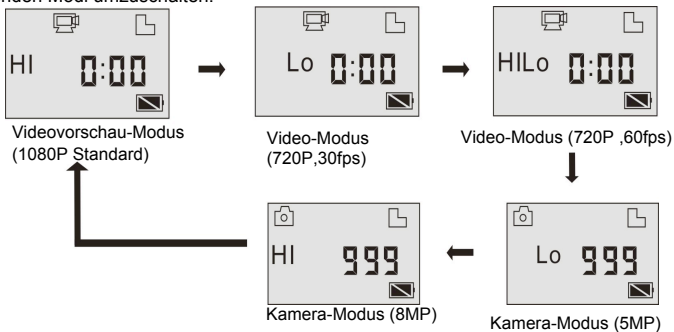 umzuschalten.
HI 0:00
Lo 0:00
HILo 0:00
Videovorschau-Modus
(1080P Standard)
Video-Modus
(720P,30fps)
Video-Modus (720P ,60fps)
HI 999
Lo 999
Kamera-Modus (8MP)
Kamera-Modus (5MP)